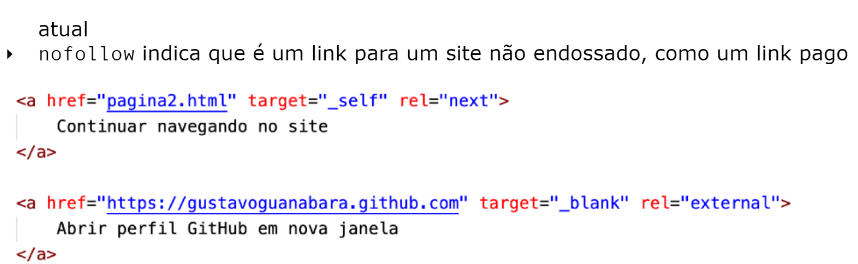 atual
nofollow indica que é um link para um site não endossado, como um link pago
<a href="pagina2.html" target="_self" rel="next">
Continuar navegando no site
</a>
<a href="https://gustavoguanabara.github.com" target="_blank" rel="external">
Abrir perfil GitHub em nova janela
</a>